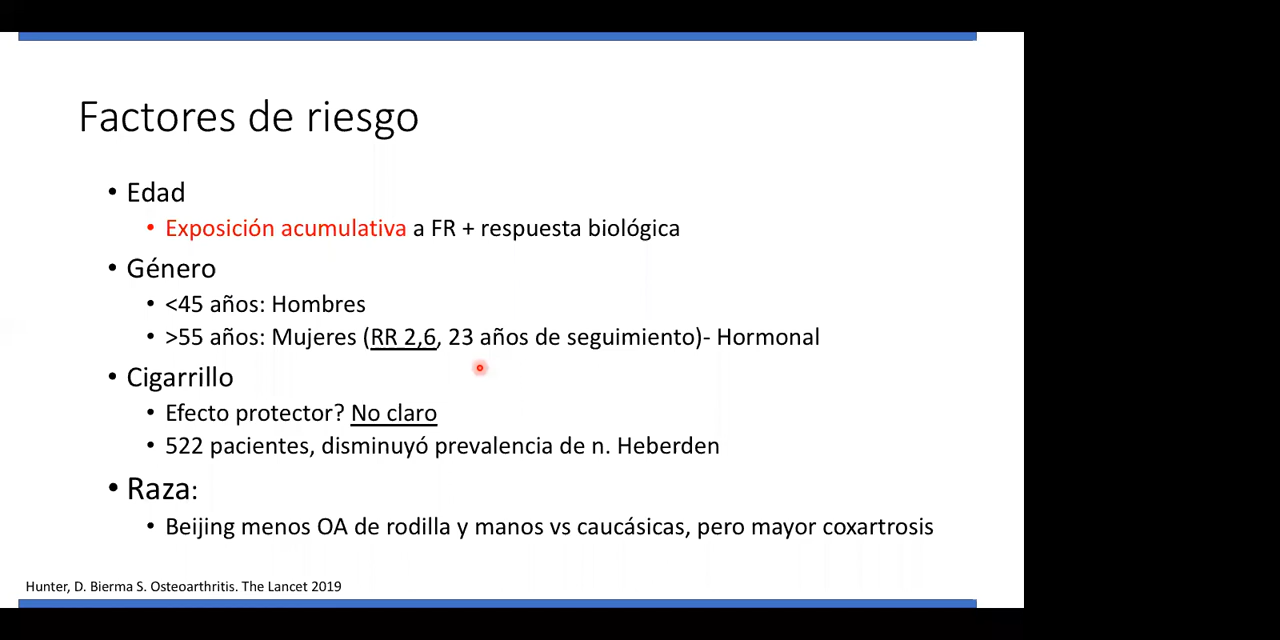 Factores de riesgo
• Edad
• Exposición acumulativa a FR + respuesta biológica
• Género
• <45 años: Hombres
• >55 años: Mujeres (RR 2,6, 23 años de seguimiento)- Hormonal
• Cigarrillo
• Efecto protector? No claro
• 522 pacientes, disminuyó prevalencia de n. Heberden
• Raza:
• Beijing menos OA de rodilla y manos vs caucásicas, pero mayor coxartrosis
Hunter, D. Bierma S. Osteoarthritis. The Lancet 2019